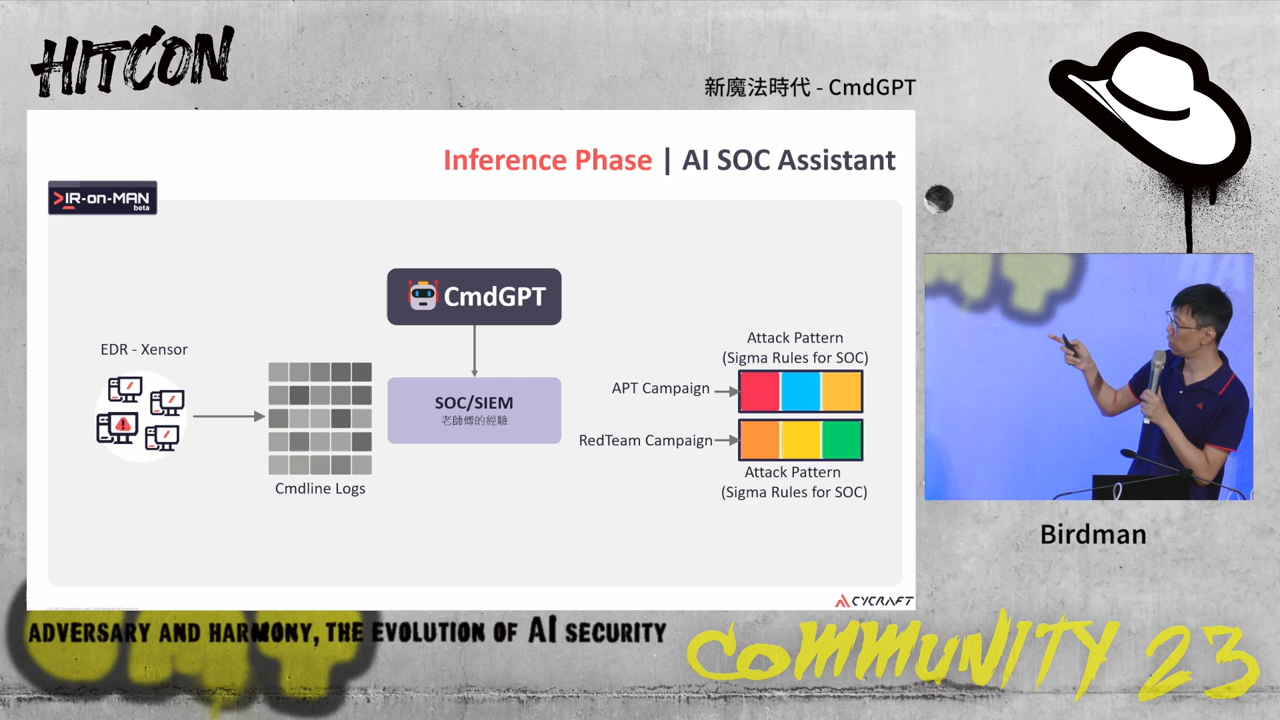 HITCON
新魔法時代 - CmdGPT
Inference Phase | AI SOC Assistant
>IR-on-MAN
beta
CmdGPT
EDR - Xensor
Cmdline Logs
SOC/SIEM
老師傅的經驗
Attack Pattern
(Sigma Rules for SOC)
APT Campaign
RedTeam Campaign
Attack Pattern
(Sigma Rules for SOC)
CYCRAFT
Birdman
ADVERSARY AND HARMONY, THE EVOLUTION OF AI SECURITY
COMMUNITY 23